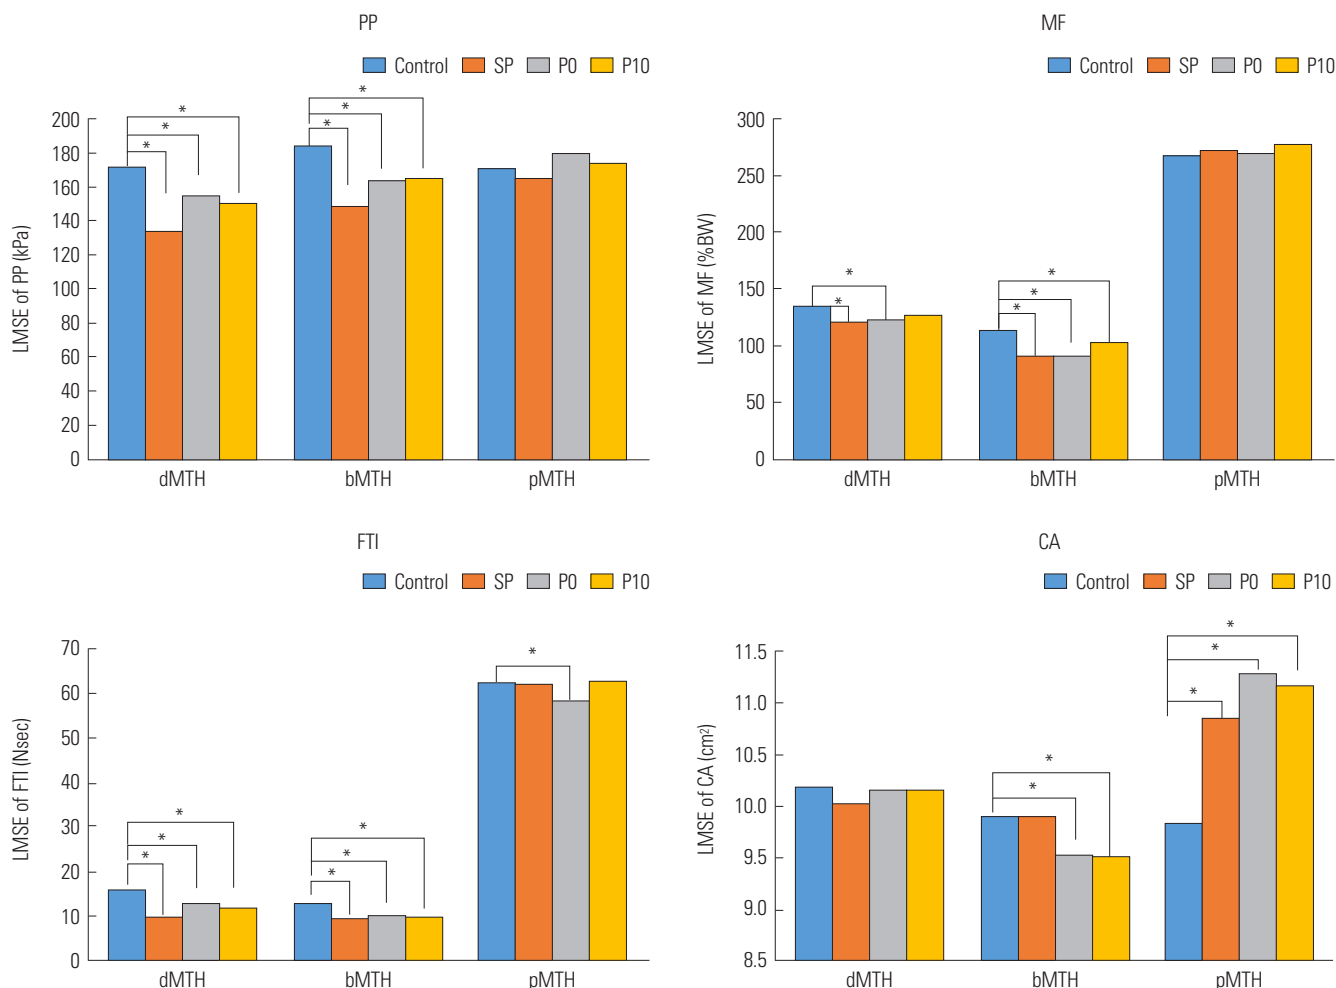 PP
Control SP P0 P10
LMSE of PP (kPa)
200
180
160
140
120
100
80
60
40
20
0
* * *
* * *
dMTH bMTH pMTH
MF
Control SP P0 P10
LMSE of MF (%BW)
300
250
200
150
100
50
0
* *
* * *
dMTH bMTH pMTH
FTI
Control SP P0 P10
LMSE of FTI (Nsec)
70
60
50
40
30
20
10
0
* * *
* * *
*
dMTH bMTH pMTH
CA
Control SP P0 P10
LMSE of CA (cm²)
11.5
11.0
10.5
10.0
9.5
9.0
8.5
* *
* * *
dMTH bMTH pMTH